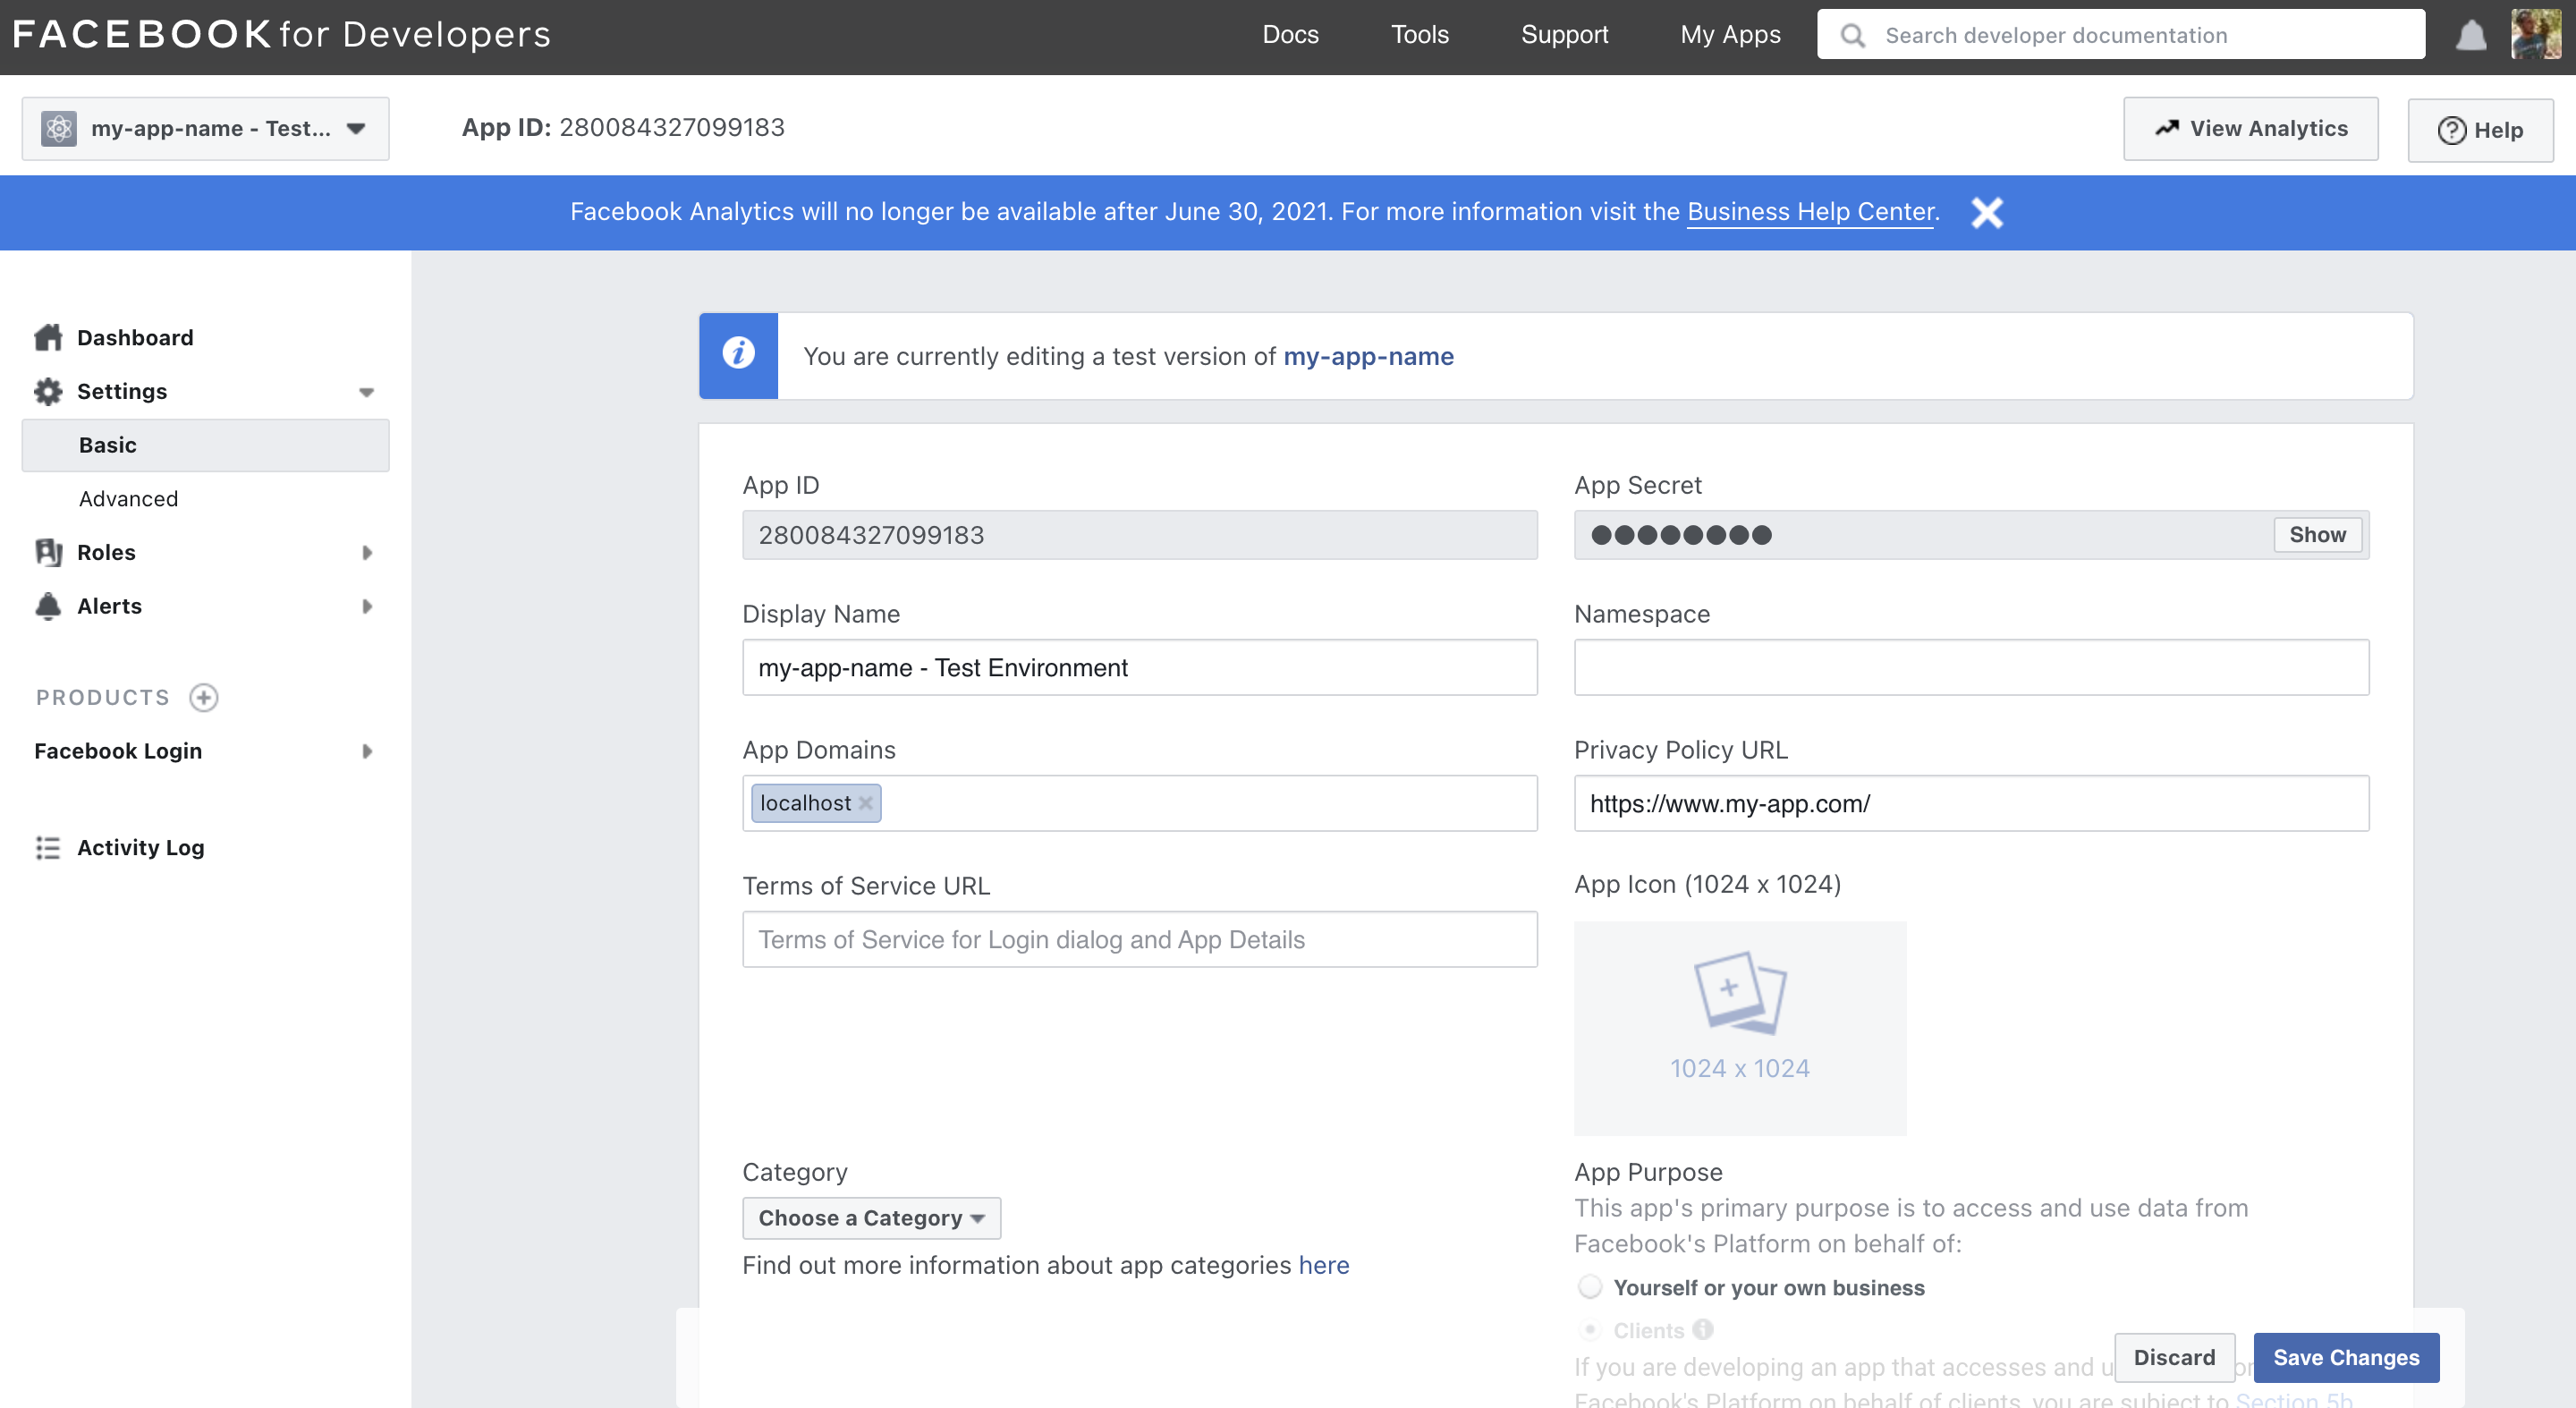 FACEBOOK for Developers
Docs
Tools
Support
My Apps
Search developer documentation
my-app-name - Test...
App ID: 280084327099183
View Analytics
Help
Facebook Analytics will no longer be available after June 30, 2021. For more information visit the Business Help Center.
Dashboard
Settings
Basic
Advanced
Roles
Alerts
PRODUCTS
Facebook Login
Activity Log
You are currently editing a test version of my-app-name
App ID
280084327099183
App Secret
Show
Display Name
my-app-name - Test Environment
Namespace
App Domains
localhost
Privacy Policy URL
https://www.my-app.com/
Terms of Service URL
Terms of Service for Login dialog and App Details
App Icon (1024 x 1024)
1024 x 1024
Category
Choose a Category
Find out more information about app categories here
App Purpose
This app's primary purpose is to access and use data from
Facebook's Platform on behalf of:
Yourself or your own business
Clients
If you are developing an app that accesses and
Facebook's Platform on behalf of clients, you are subject to Section 5b
Discard
Save Changes